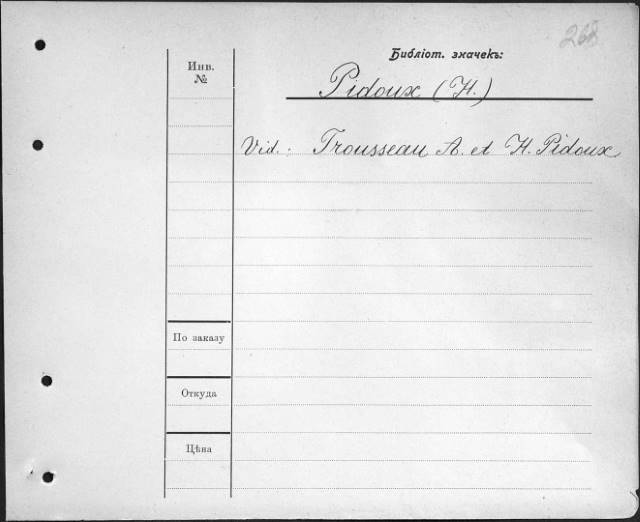 268
Библіот. значекъ:
Инв.
№
Pidoux (H.)
Vid.: Trousseau A. et H. Pidoux
По заказу
Откуда
Цѣна